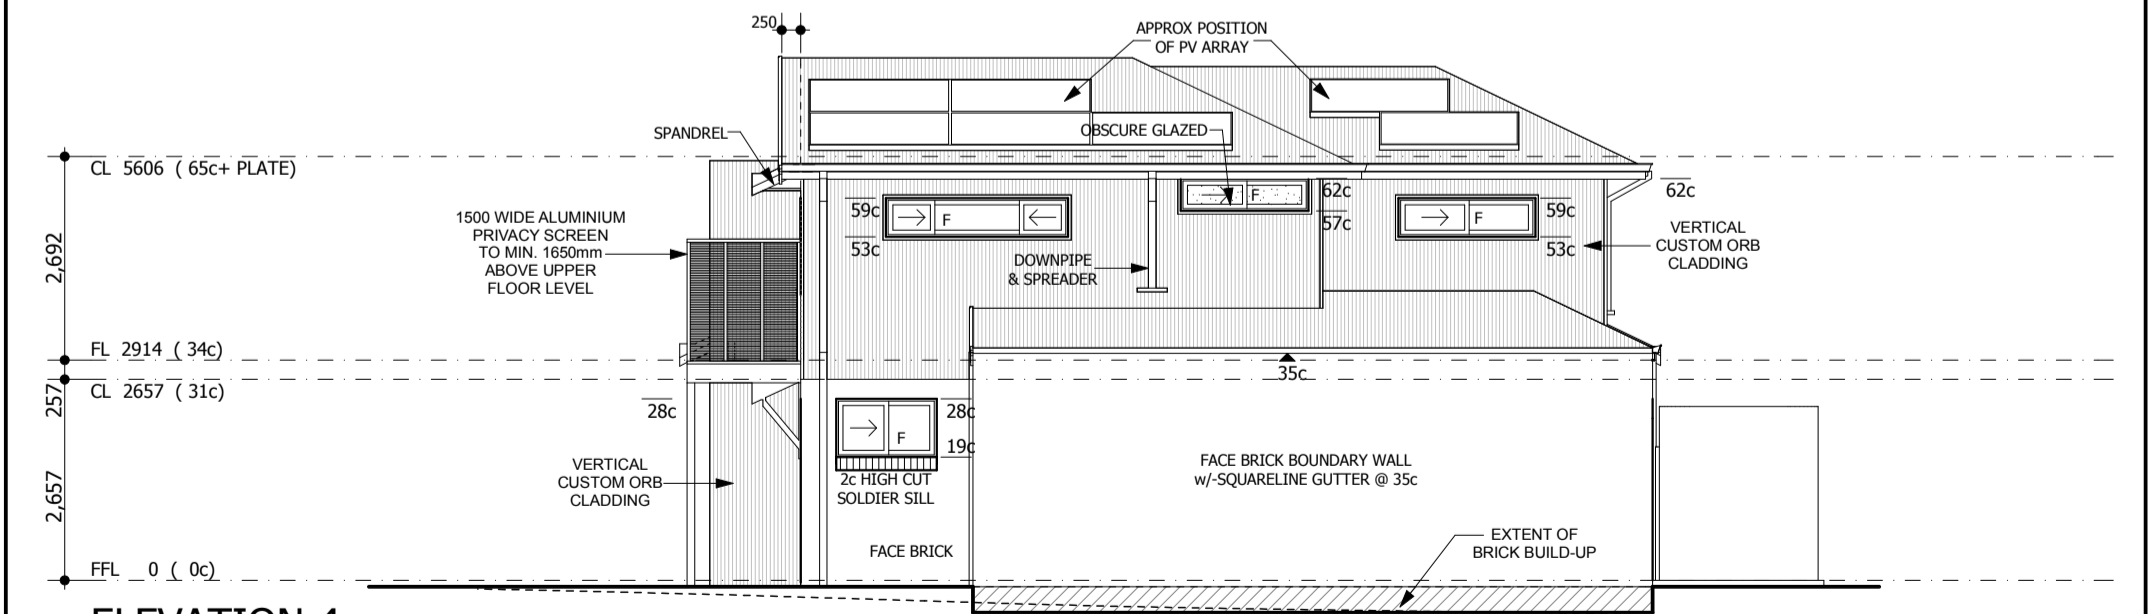 250
APPROX POSITION
OF PV ARRAY
SPANDREL
OBSCURE GLAZED
CL 5606 ( 65c+ PLATE)
62c
62c
59c
F
F
F
59c
1500 WIDE ALUMINIUM
PRIVACY SCREEN
TO MIN. 1650mm
ABOVE UPPER
FLOOR LEVEL
57c
53c
53c
VERTICAL
CUSTOM ORB
CLADDING
2,692
DOWNPIPE
& SPREADER
FL 2914 ( 34c)
35c
257
CL 2657 ( 31c)
28c
28c
F
19c
2c HIGH CUT
SOLDIER SILL
VERTICAL
CUSTOM ORB
CLADDING
FACE BRICK BOUNDARY WALL
w/-SQUARELINE GUTTER @ 35c
2,657
FACE BRICK
EXTENT OF
BRICK BUILD-UP
FFL 0 ( 0c)